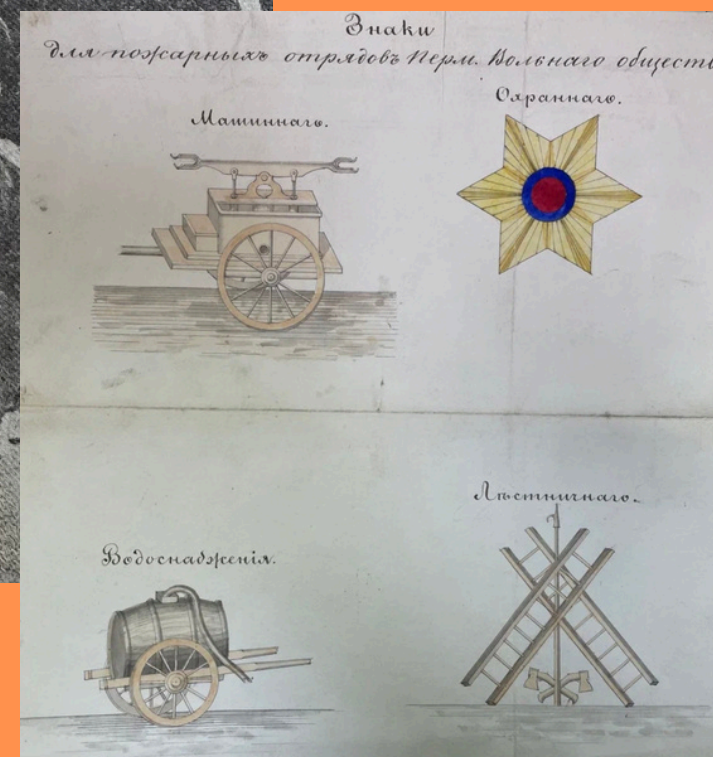 Знаки
для пожарныхъ отрядовъ Перм. Вольнаго обществ
Охраннаго.
Машиннаго.
Лѣстничнаго.
Водоснабженія.